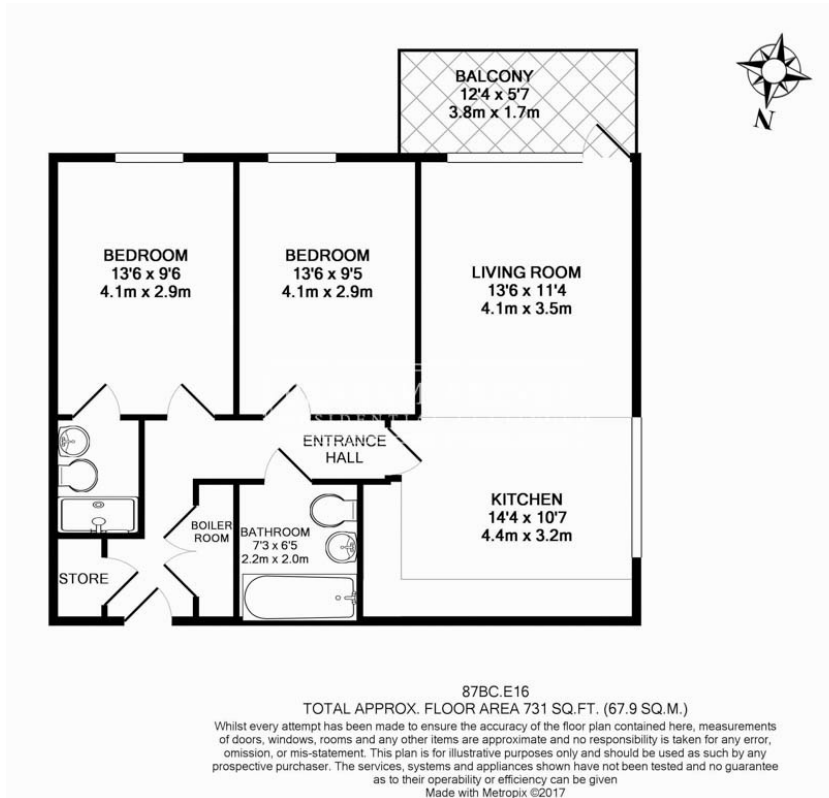 BALCONY
12'4 x 5'7
3.8m x 1.7m
N
BEDROOM
13'6 x 9'6
4.1m x 2.9m
BEDROOM
13'6 x 9'5
4.1m x 2.9m
LIVING ROOM
13'6 x 11'4
4.1m x 3.5m
ENTRANCE
HALL
KITCHEN
14'4 x 10'7
4.4m x 3.2m
BOILER
ROOM
BATHROOM
7'3 x 6'5
2.2m x 2.0m
STORE
87BC.E16
TOTAL APPROX. FLOOR AREA 731 SQ.FT. (67.9 SQ.M.)
Whilst every attempt has been made to ensure the accuracy of the floor plan contained here, measurements
of doors, windows, rooms and any other items are approximate and no responsibility is taken for any error,
omission, or mis-statement. This plan is for illustrative purposes only and should be used as such by any
prospective purchaser. The services, systems and appliances shown have not been tested and no guarantee
as to their operability or efficiency can be given
Made with Metropix ©2017